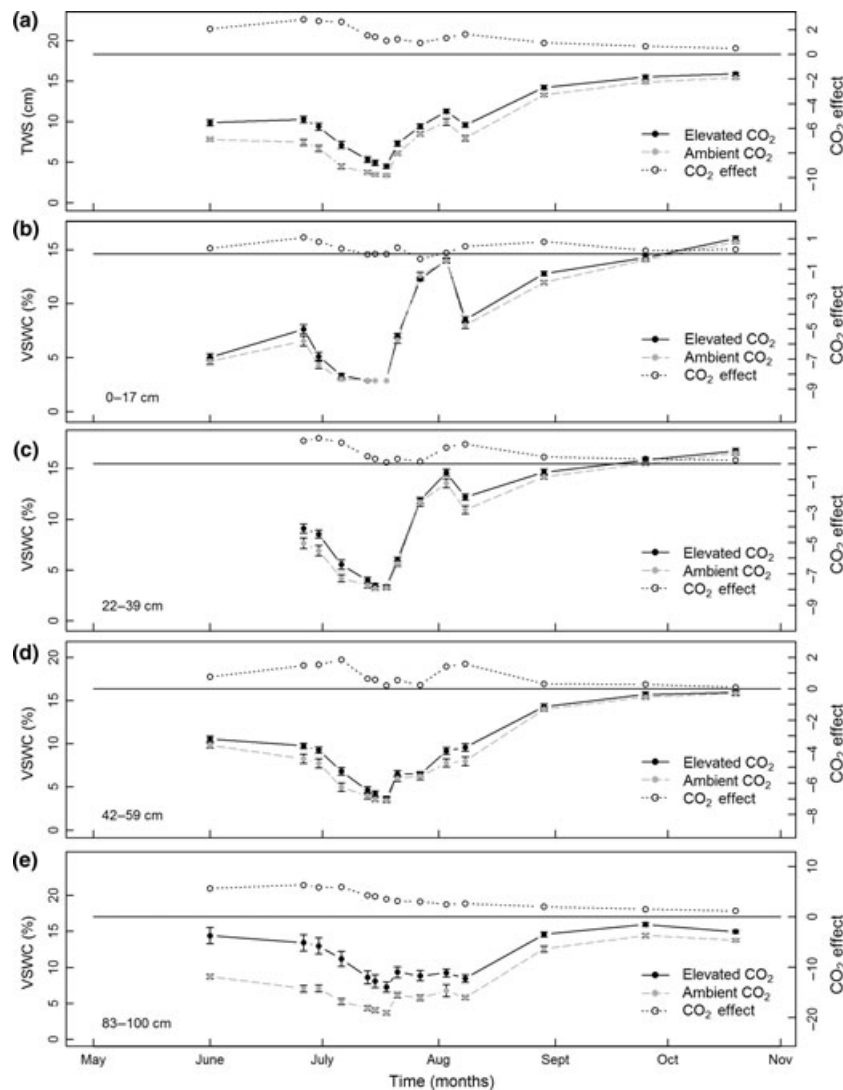 (a)
TWS (cm)
20
15
10
5
0
2
0
−2
−6
−10
CO2 effect
Elevated CO2
Ambient CO2
CO2 effect
(b)
VSWC (%)
15
10
5
0
1
−1
−3
−5
−7
−9
CO2 effect
Elevated CO2
Ambient CO2
CO2 effect
0–17 cm
(c)
VSWC (%)
15
10
5
0
1
−1
−3
−5
−7
−9
CO2 effect
Elevated CO2
Ambient CO2
CO2 effect
22–39 cm
(d)
VSWC (%)
20
15
10
5
0
2
0
−2
−4
−6
−8
CO2 effect
Elevated CO2
Ambient CO2
CO2 effect
42–59 cm
(e)
VSWC (%)
20
15
10
5
0
10
0
−10
−20
CO2 effect
Elevated CO2
Ambient CO2
CO2 effect
83–100 cm
May June July Aug Sept Oct Nov
Time (months)